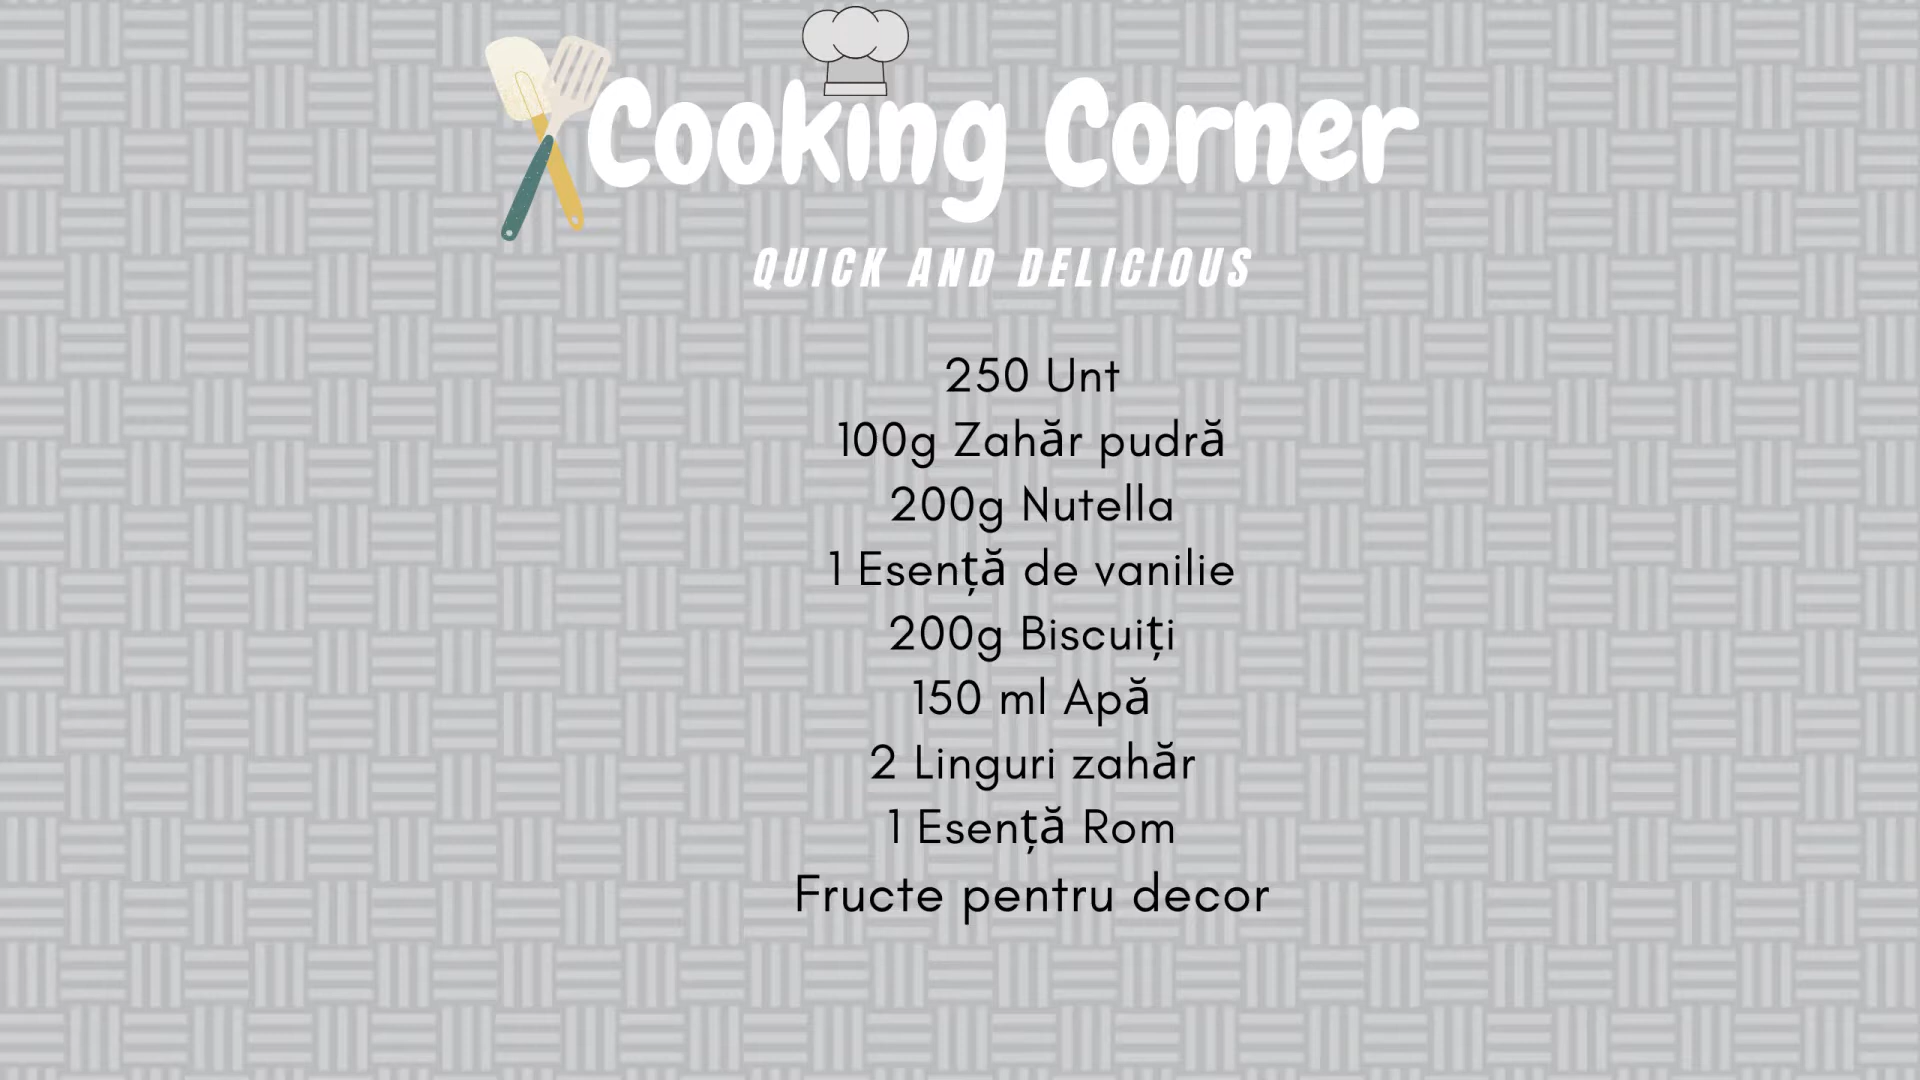 Cooking Corner
QUICK AND DELICIOUS
250 Unt
100g Zahăr pudră
200g Nutella
1 Esență de vanilie
200g Biscuiți
150 ml Apă
2 Linguri zahăr
1 Esență Rom
Fructe pentru decor